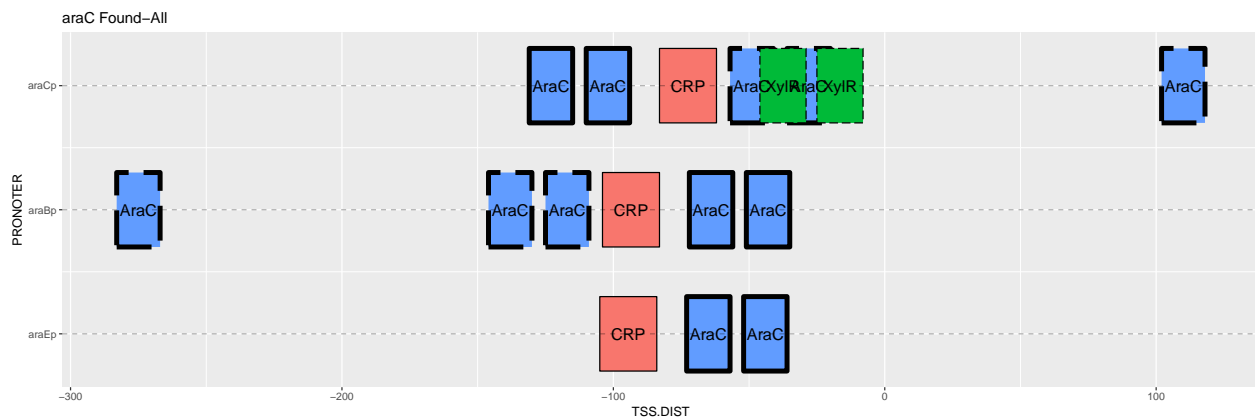 araC Found−All
PRONOTER
araCp
AraC
AraC
CRP
AraC
XylR
AraC
XylR
AraC
araBp
AraC
AraC
AraC
CRP
AraC
AraC
araEp
CRP
AraC
AraC
−300
−200
−100
0
100
TSS.DIST